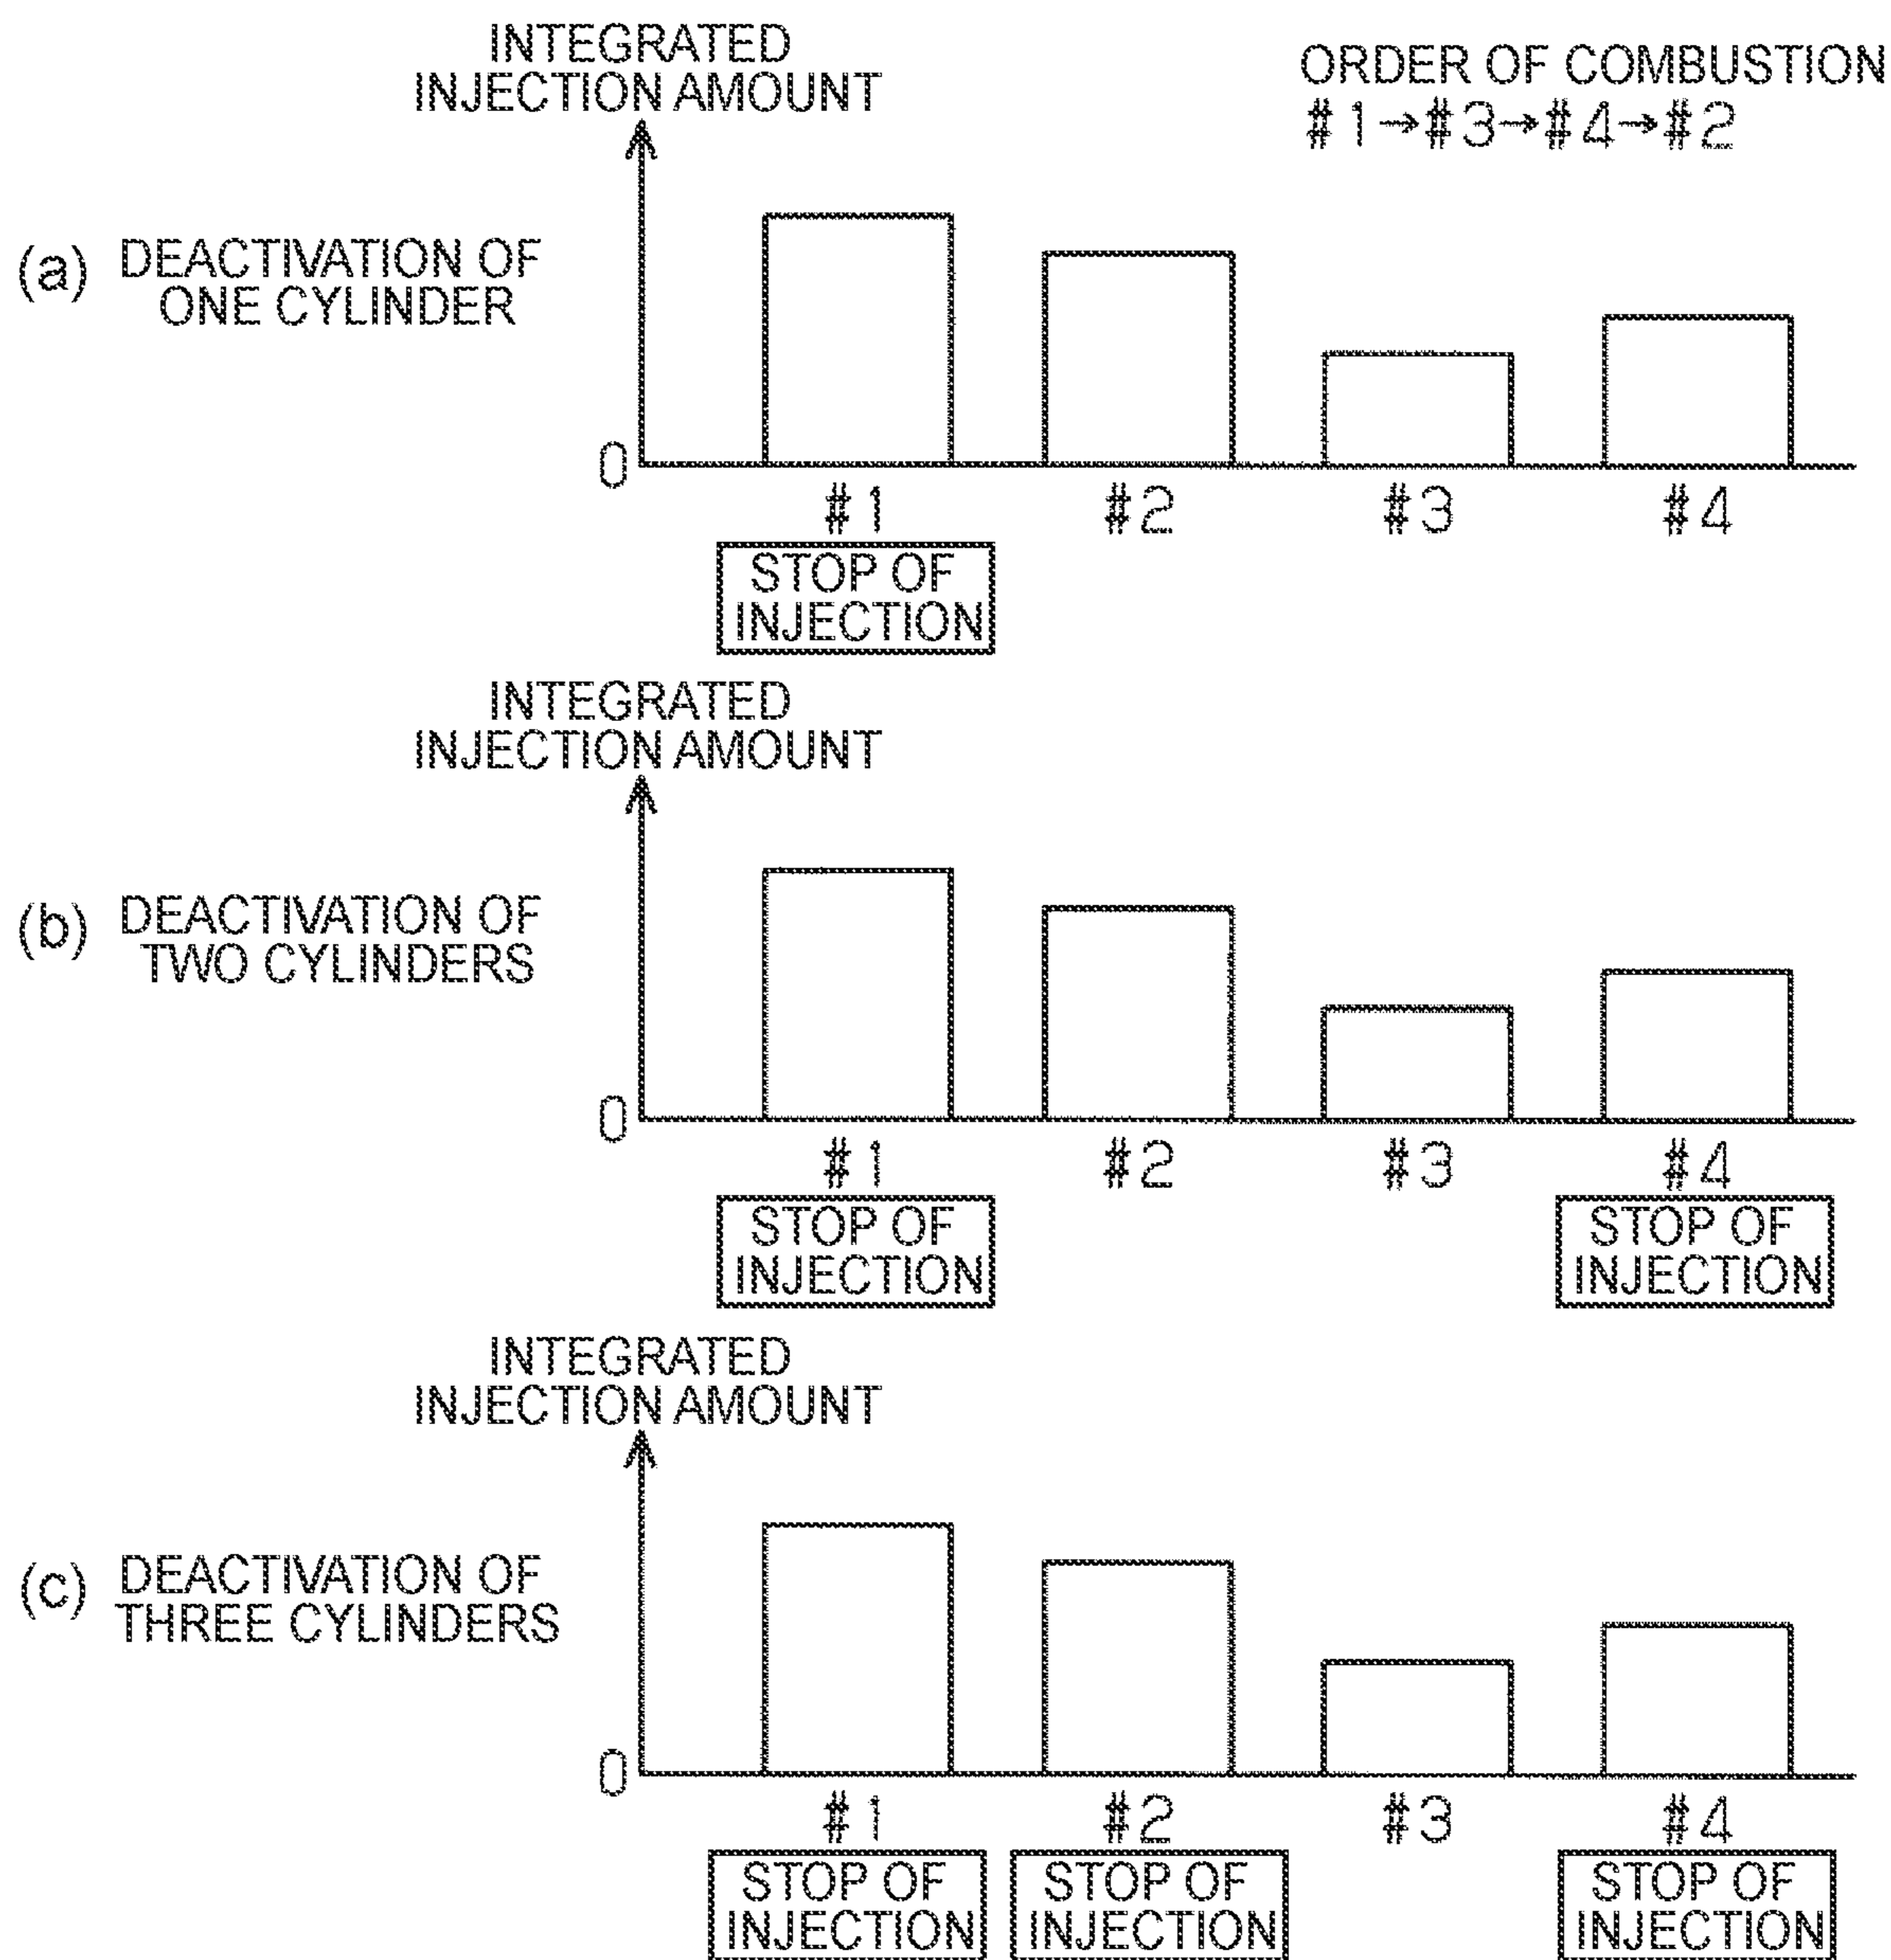 INTEGRATED
INJECTION AMOUNT
ORDER OF COMBUSTION
#1→#3→#4→#2
(a) DEACTIVATION OF
ONE CYLINDER
0
#1 #2 #3 #4
STOP OF
INJECTION
INTEGRATED
INJECTION AMOUNT
(b) DEACTIVATION OF
TWO CYLINDERS
0
#1 #2 #3 #4
STOP OF
INJECTION
STOP OF
INJECTION
INTEGRATED
INJECTION AMOUNT
(c) DEACTIVATION OF
THREE CYLINDERS
0
#1 #2 #3 #4
STOP OF
INJECTION
STOP OF
INJECTION
STOP OF
INJECTION